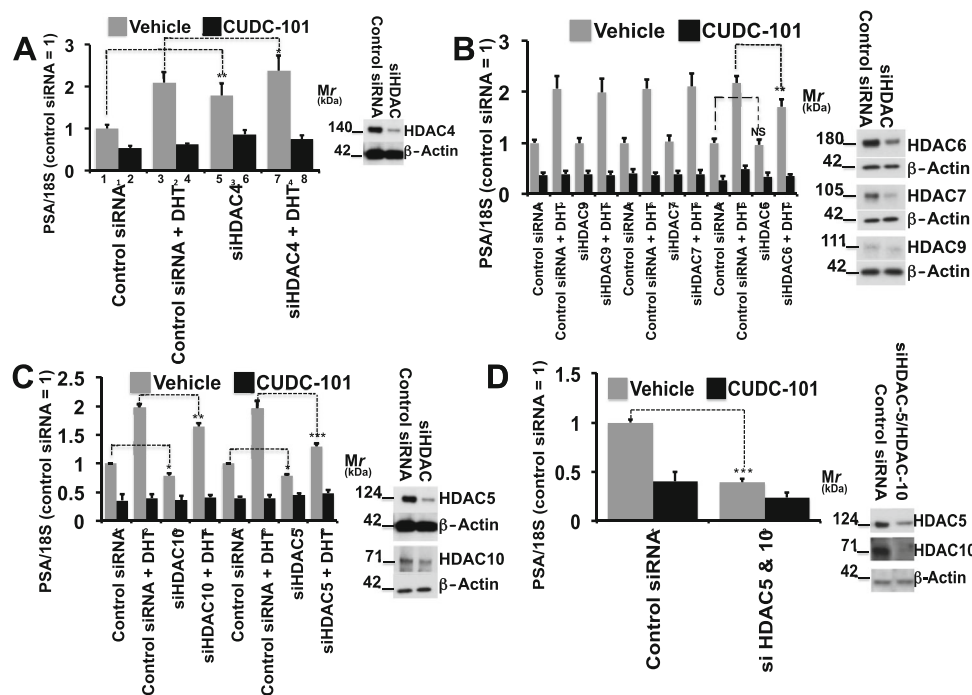 A
Vehicle CUDC-101
PSA/18S (control siRNA = 1)
3
2
1
0
**
*
1 2 3 4 5 6 7 8
1 2 3 4
Control siRNA
Control siRNA + DHT
siHDAC4
siHDAC4 + DHT
Control siRNA
siHDAC
Mr
(kDa)
140 HDAC4
42 β-Actin
B
Vehicle CUDC-101
PSA/18S (control siRNA = 1)
3
2
1
0
NS
**
Control siRNA
Control siRNA + DHT
siHDAC9
siHDAC9 + DHT
Control siRNA
Control siRNA + DHT
siHDAC7
siHDAC7 + DHT
Control siRNA
Control siRNA + DHT
siHDAC6
siHDAC6 + DHT
Control siRNA
siHDAC
Mr
(kDa)
180 HDAC6
42 β-Actin
105 HDAC7
42 β-Actin
111 HDAC9
42 β-Actin
C
Vehicle CUDC-101
PSA/18S (control siRNA = 1)
2.5
2
1.5
1
0.5
0
*
**
*
***
Control siRNA
Control siRNA + DHT
siHDAC10
siHDAC10 + DHT
Control siRNA
Control siRNA + DHT
siHDAC5
siHDAC5 + DHT
Control siRNA
siHDAC
Mr
(kDa)
124 HDAC5
42 β-Actin
71 HDAC10
42 β-Actin
D
Vehicle CUDC-101
PSA/18S (control siRNA = 1)
1.5
1
0.5
0
***
Control siRNA
si HDAC5 & 10
Control siRNA
siHDAC-5/HDAC-10
Mr
(kDa)
124 HDAC5
71 HDAC10
42 β-Actin